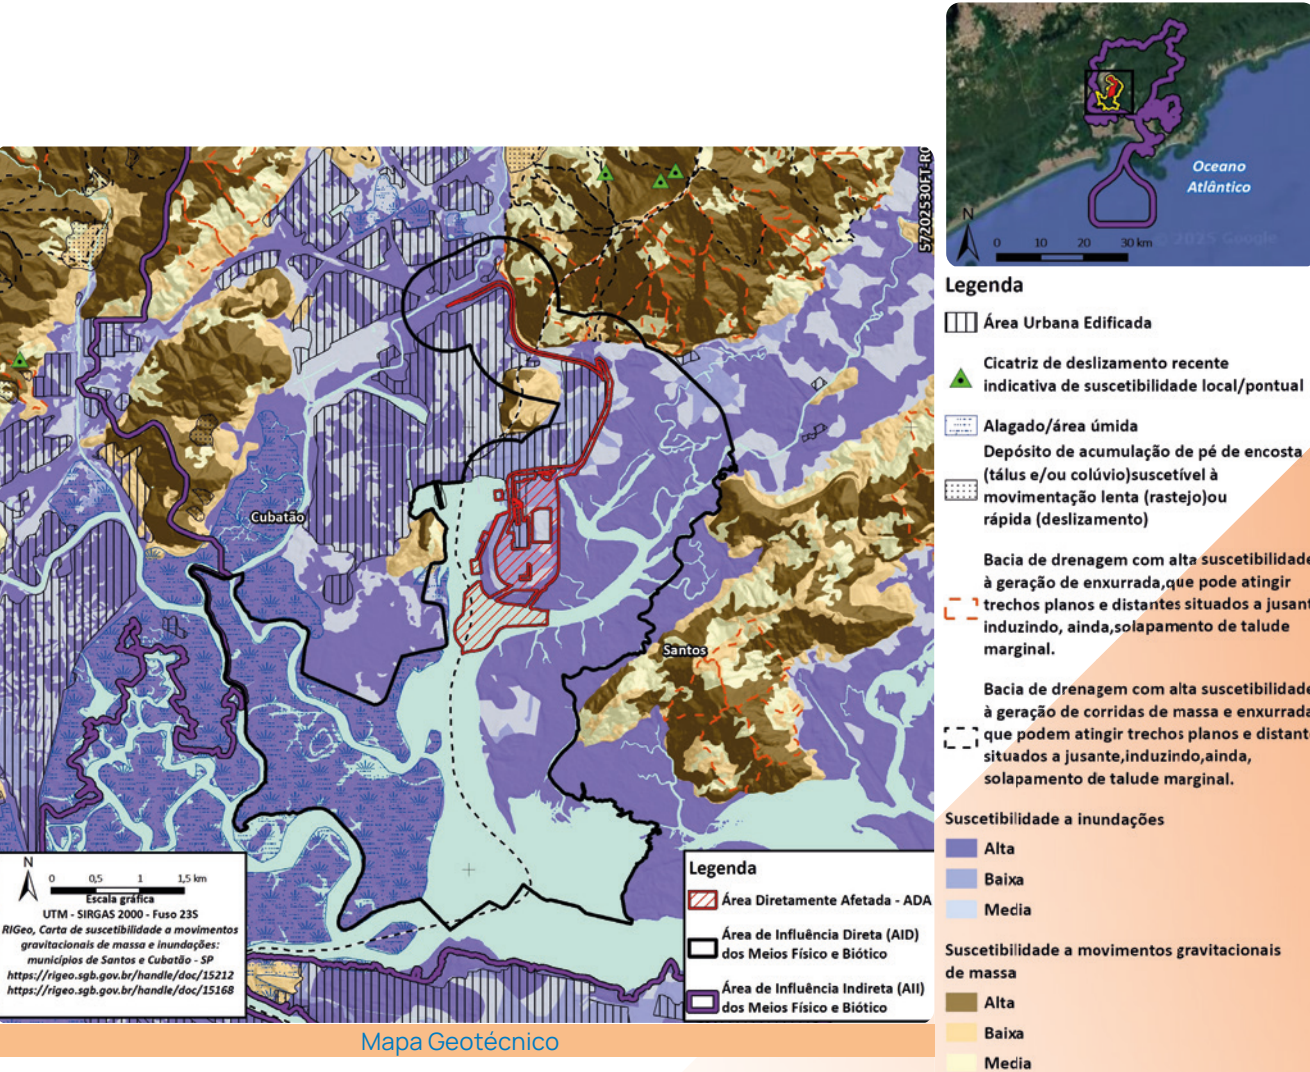 Oceano
Atlântico
N
0 10 20 30 km
© 2025 Google
Cubatão
Santos
N
0 0,5 1 1,5 km
Escala gráfica
UTM - SIRGAS 2000 - Fuso 23S
RIGeo, Carta de suscetibilidade a movimentos
gravitacionais de massa e inundações:
municípios de Santos e Cubatão - SP
https://rigeo.sgb.gov.br/handle/doc/15212
https://rigeo.sgb.gov.br/handle/doc/15168
Legenda
Área Diretamente Afetada - ADA
Área de Influência Direta (AID)
dos Meios Físico e Biótico
Área de Influência Indireta (AII)
dos Meios Físico e Biótico
Mapa Geotécnico
Legenda
Área Urbana Edificada
Cicatriz de deslizamento recente
indicativa de suscetibilidade local/pontual
Alagado/área úmida
Depósito de acumulação de pé de encosta
(tálus e/ou colúvio)suscetível à
movimentação lenta (rastejo)ou
rápida (deslizamento)
Bacia de drenagem com alta suscetibilidade
à geração de enxurrada,que pode atingir
trechos planos e distantes situados a jusant
induzindo, ainda,solapamento de talude
marginal.
Bacia de drenagem com alta suscetibilidade
à geração de corridas de massa e enxurrada
que podem atingir trechos planos e distant
situados a jusante,induzindo,ainda,
solapamento de talude marginal.
Suscetibilidade a inundações
Alta
Baixa
Media
Suscetibilidade a movimentos gravitacionais
de massa
Alta
Baixa
Media